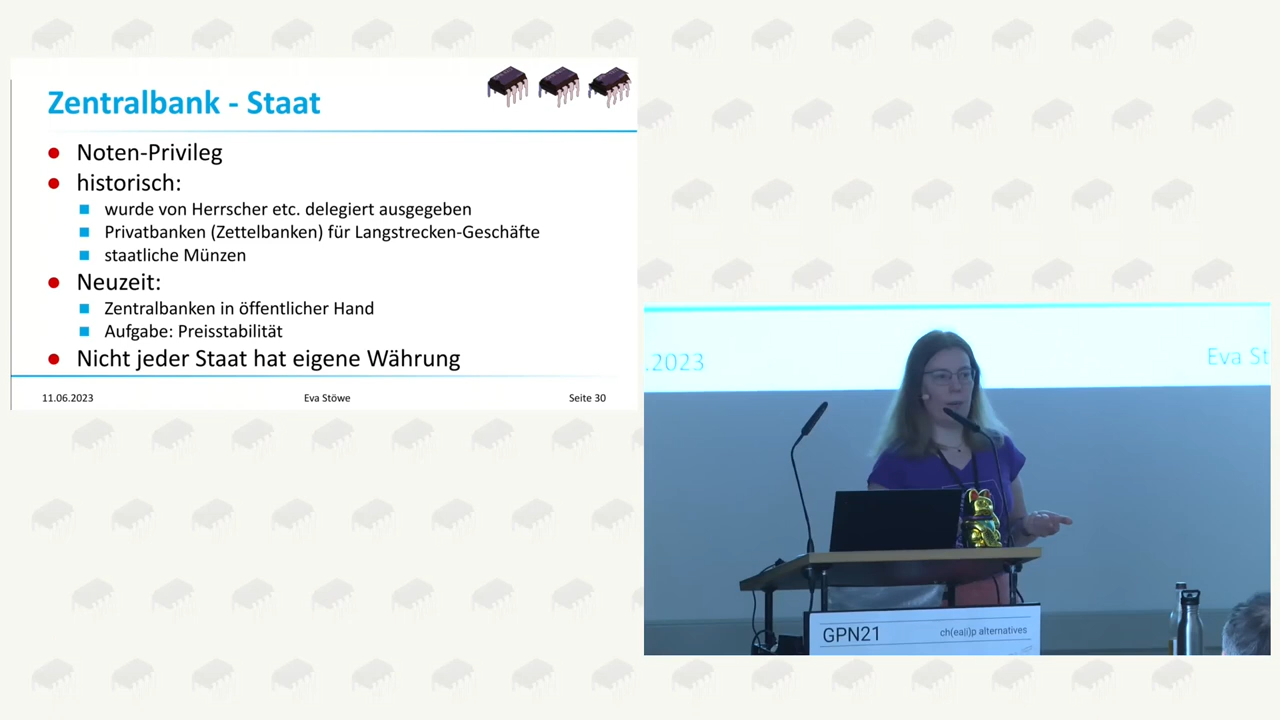 Zentralbank - Staat
Noten-Privileg
historisch:
wurde von Herrscher etc. delegiert ausgegeben
Privatbanken (Zettelbanken) für Langstrecken-Geschäfte
staatliche Münzen
Neuzeit:
Zentralbanken in öffentlicher Hand
Aufgabe: Preisstabilität
Nicht jeder Staat hat eigene Währung
11.06.2023 Eva Stöwe Seite 30
.2023 Eva St
GPN21 ch(ea(i)p alternatives